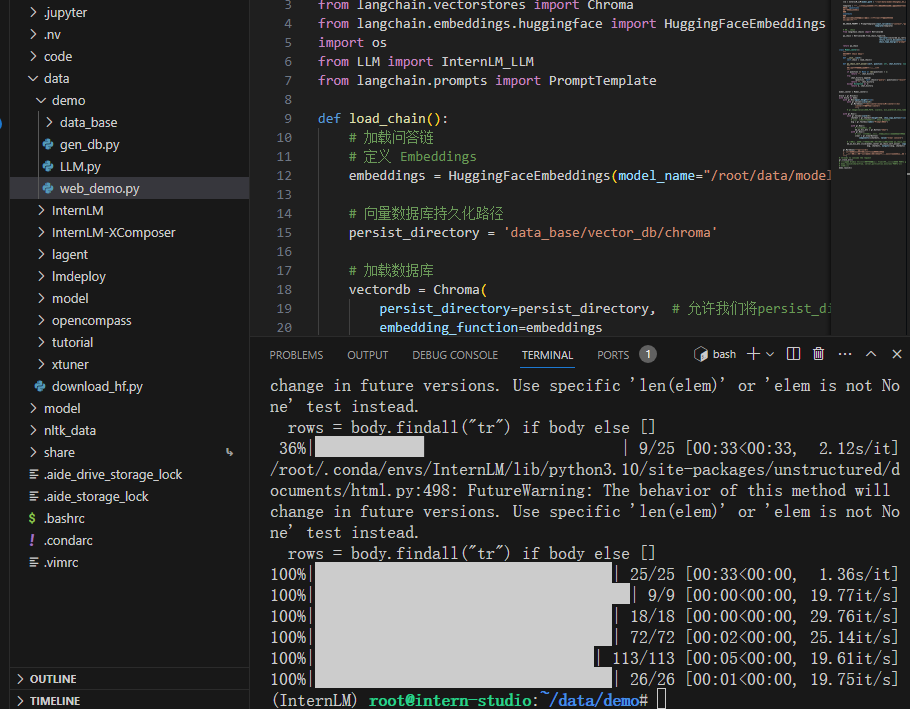 .jupyter
.nv
code
data
demo
data_base
gen_db.py
LLM.py
web_demo.py
InternLM
InternLM-XComposer
lagent
lmdeploy
model
opencompass
tutorial
xtuner
download_hf.py
model
nltk_data
share
.aide_drive_storage_lock
.aide_storage_lock
$ .bashrc
! .condarc
.vimrc
OUTLINE
TIMELINE
3 from langchain.vectorstores import Chroma
4 from langchain.embeddings.huggingface import HuggingFaceEmbeddings
5 import os
6 from LLM import InternLM_LLM
7 from langchain.prompts import PromptTemplate
8
9 def load_chain():
10 # 加载问答链
11 # 定义 Embeddings
12 embeddings = HuggingFaceEmbeddings(model_name="/root/data/model
13
14 # 向量数据库持久化路径
15 persist_directory = 'data_base/vector_db/chroma'
16
17 # 加载数据库
18 vectordb = Chroma(
19 persist_directory=persist_directory,  # 允许我们将persist_di
20 embedding_function=embeddings
PROBLEMS OUTPUT DEBUG CONSOLE TERMINAL PORTS 1 bash
change in future versions. Use specific 'len(elem)' or 'elem is not No
ne' test instead.
rows = body.findall("tr") if body else []
36%| | 9/25 [00:33<00:33, 2.12s/it]
/root/.conda/envs/InternLM/lib/python3.10/site-packages/unstructured/d
ocuments/html.py:498: FutureWarning: The behavior of this method will
change in future versions. Use specific 'len(elem)' or 'elem is not No
ne' test instead.
rows = body.findall("tr") if body else []
100%| | 25/25 [00:33<00:00, 1.36s/it]
100%| | 9/9 [00:00<00:00, 19.77it/s]
100%| | 18/18 [00:00<00:00, 29.76it/s]
100%| | 72/72 [00:02<00:00, 25.14it/s]
100%| | 113/113 [00:05<00:00, 19.61it/s]
100%| | 26/26 [00:01<00:00, 19.75it/s]
(InternLM) root@intern-studio:~/data/demo#